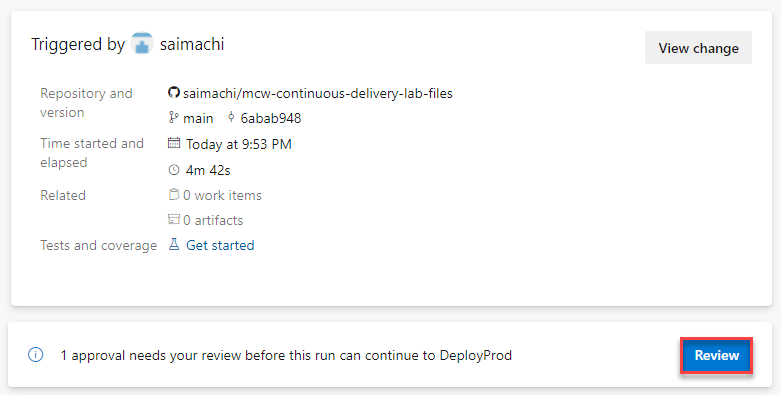 Triggered by saimachi
View change
Repository and version
saimachi/mcw-continuous-delivery-lab-files
main 6abab948
Time started and elapsed
Today at 9:53 PM
4m 42s
Related
0 work items
0 artifacts
Tests and coverage
Get started
1 approval needs your review before this run can continue to DeployProd
Review